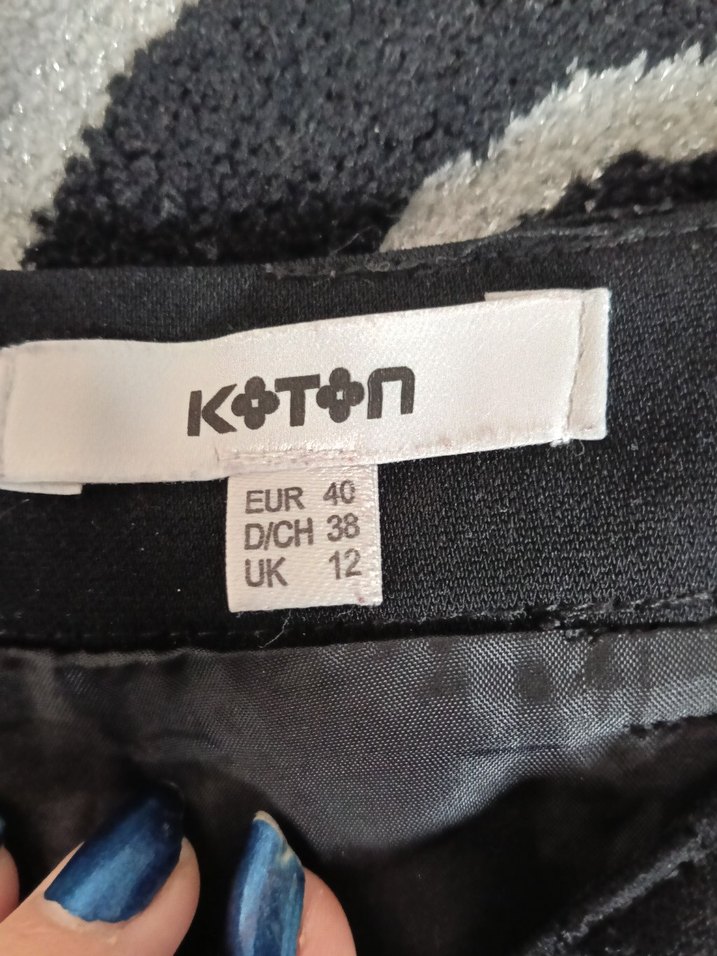 KOTON
EUR 40
D/CH 38
UK 12